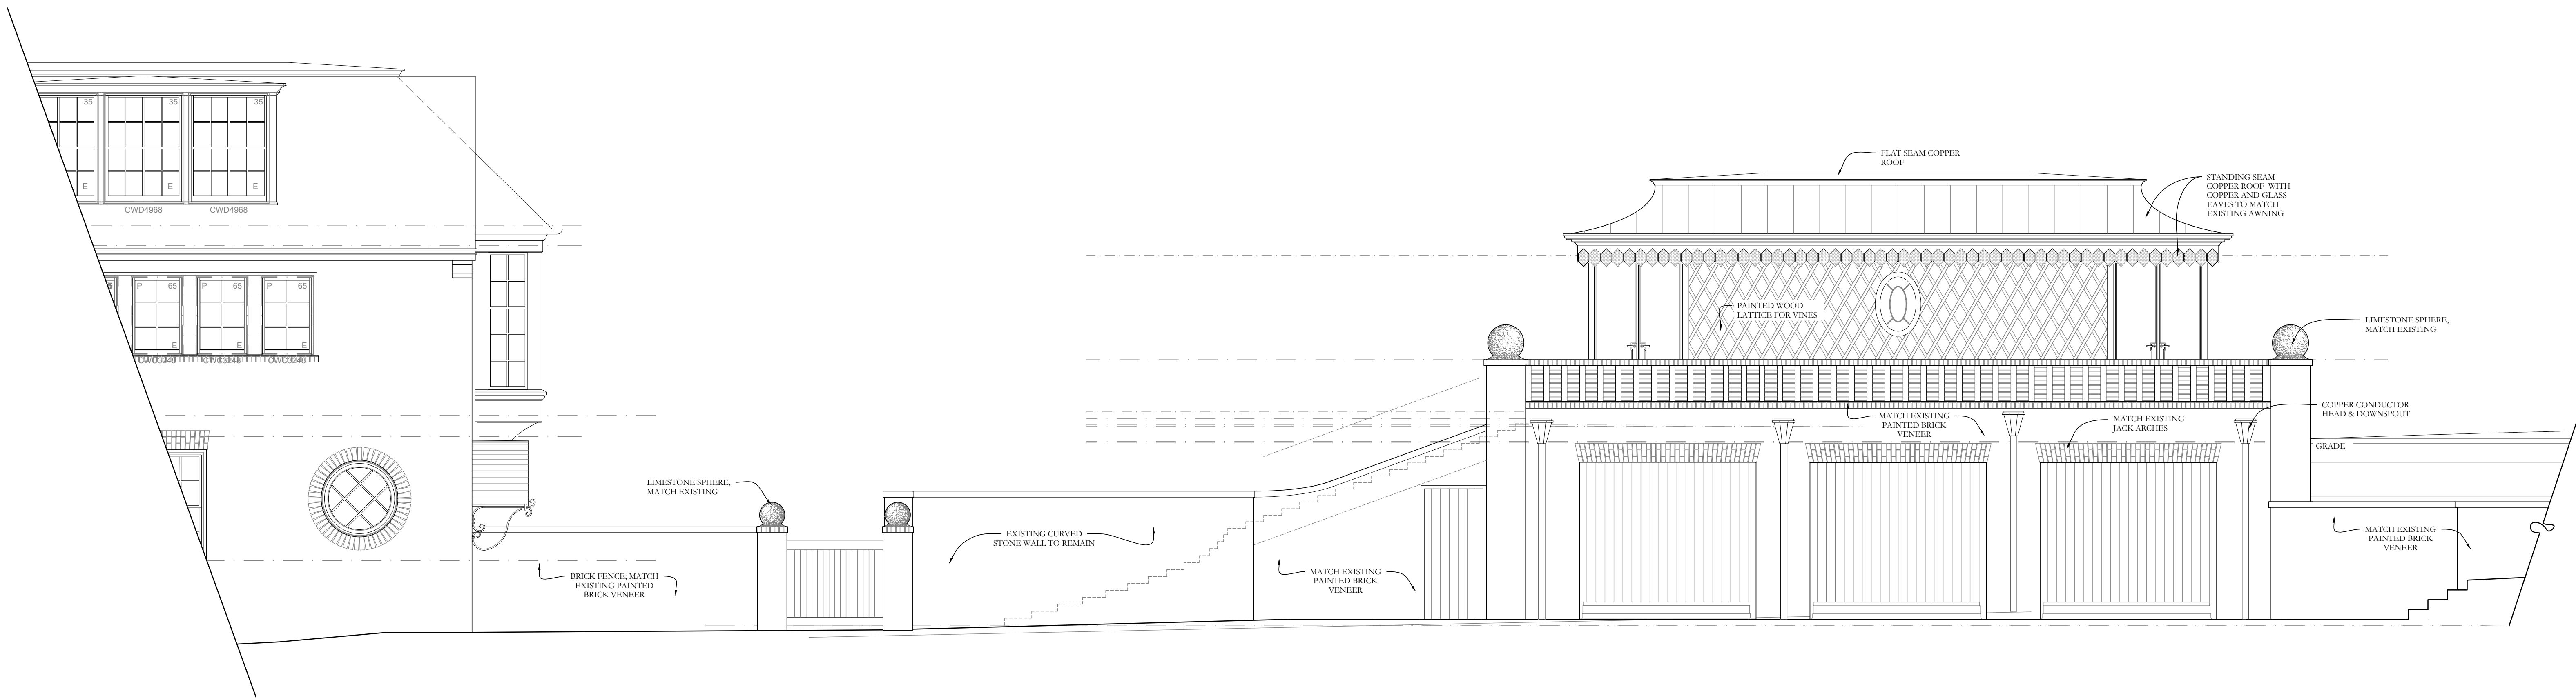 35
35
35
E
E
E
CWD4968
CWD4968
P
65
P
65
P
65
E
E
E
FLAT SEAM COPPER
ROOF
STANDING SEAM
COPPER ROOF WITH
COPPER AND GLASS
EAVES TO MATCH
EXISTING AWNING
PAINTED WOOD
LATTICE FOR VINES
LIMESTONE SPHERE,
MATCH EXISTING
MATCH EXISTING
PAINTED BRICK
VENEER
MATCH EXISTING
JACK ARCHES
COPPER CONDUCTOR
HEAD & DOWNSPOUT
GRADE
LIMESTONE SPHERE,
MATCH EXISTING
EXISTING CURVED
STONE WALL TO REMAIN
BRICK FENCE; MATCH
EXISTING PAINTED
BRICK VENEER
MATCH EXISTING
PAINTED BRICK
VENEER
MATCH EXISTING
PAINTED BRICK
VENEER